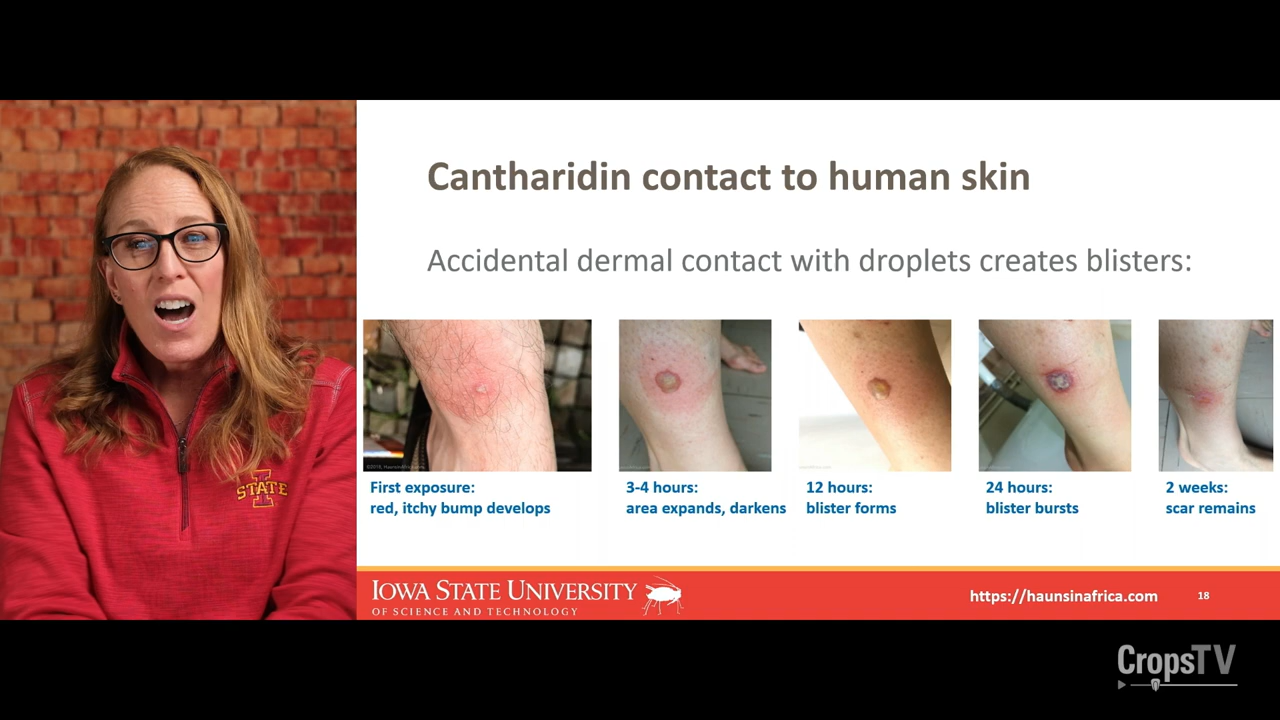 Cantharidin contact to human skin
Accidental dermal contact with droplets creates blisters:
First exposure:
red, itchy bump develops
3-4 hours:
area expands, darkens
12 hours:
blister forms
24 hours:
blister bursts
2 weeks:
scar remains
I
STATE
IOWA STATE UNIVERSITY
OF SCIENCE AND TECHNOLOGY
https://haunsinafrica.com
18
CropsTV